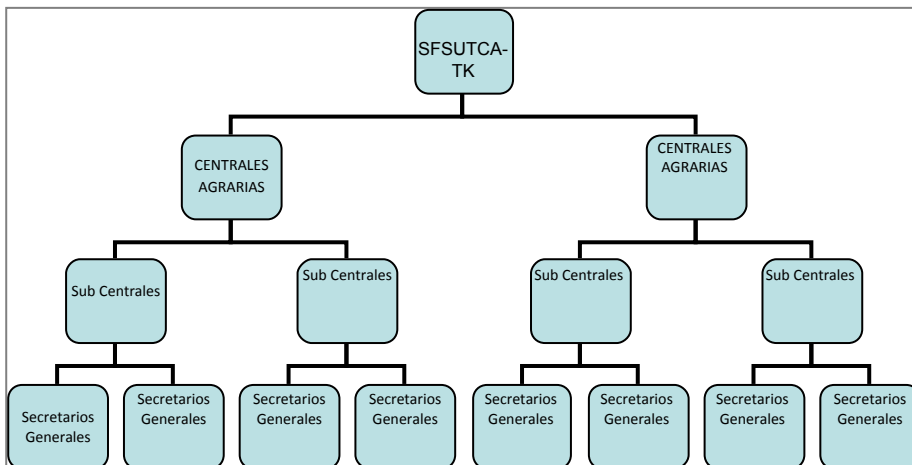 SFSUTCA-
TK
CENTRALES
AGRARIAS
CENTRALES
AGRARIAS
Sub Centrales
Sub Centrales
Sub Centrales
Sub Centrales
Secretarios
Generales
Secretarios
Generales
Secretarios
Generales
Secretarios
Generales
Secretarios
Generales
Secretarios
Generales
Secretarios
Generales
Secretarios
Generales